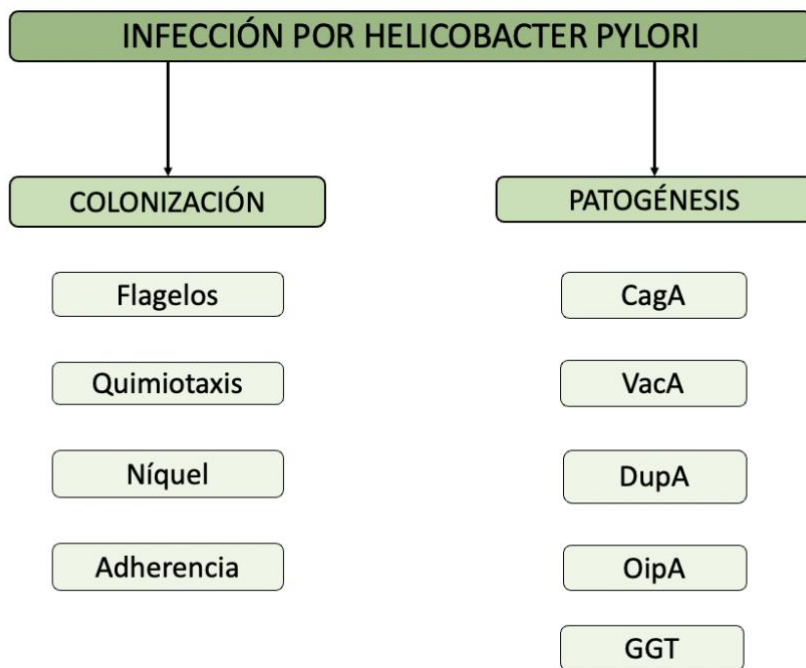 INFECCIÓN POR HELICOBACTER PYLORI
COLONIZACIÓN
Flagelos
Quimiotaxis
Níquel
Adherencia
PATOGÉNESIS
CagA
VacA
DupA
OipA
GGT